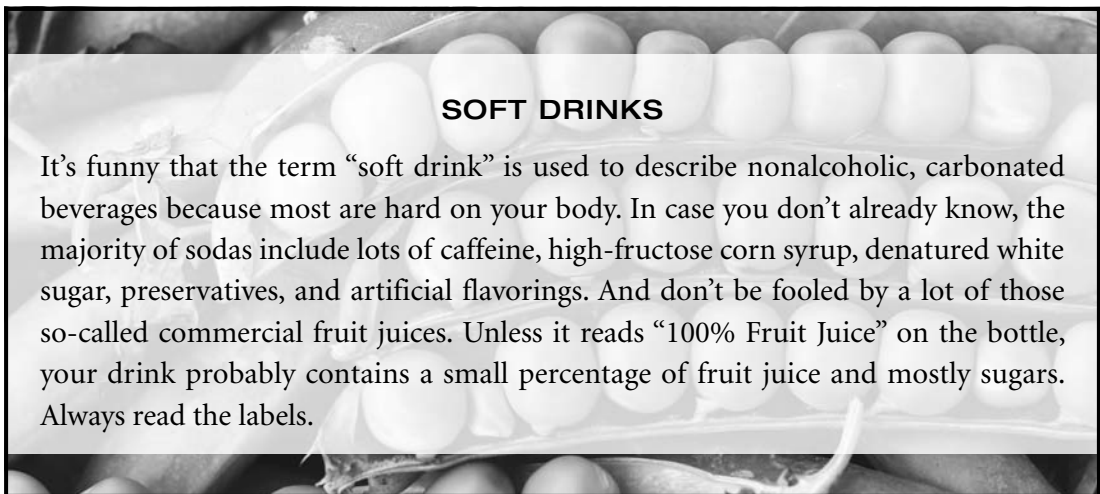 SOFT DRINKS
It’s funny that the term “soft drink” is used to describe nonalcoholic, carbonated
beverages because most are hard on your body. In case you don’t already know, the
majority of sodas include lots of caffeine, high-fructose corn syrup, denatured white
sugar, preservatives, and artificial flavorings. And don’t be fooled by a lot of those
so-called commercial fruit juices. Unless it reads “100% Fruit Juice” on the bottle,
your drink probably contains a small percentage of fruit juice and mostly sugars.
Always read the labels.